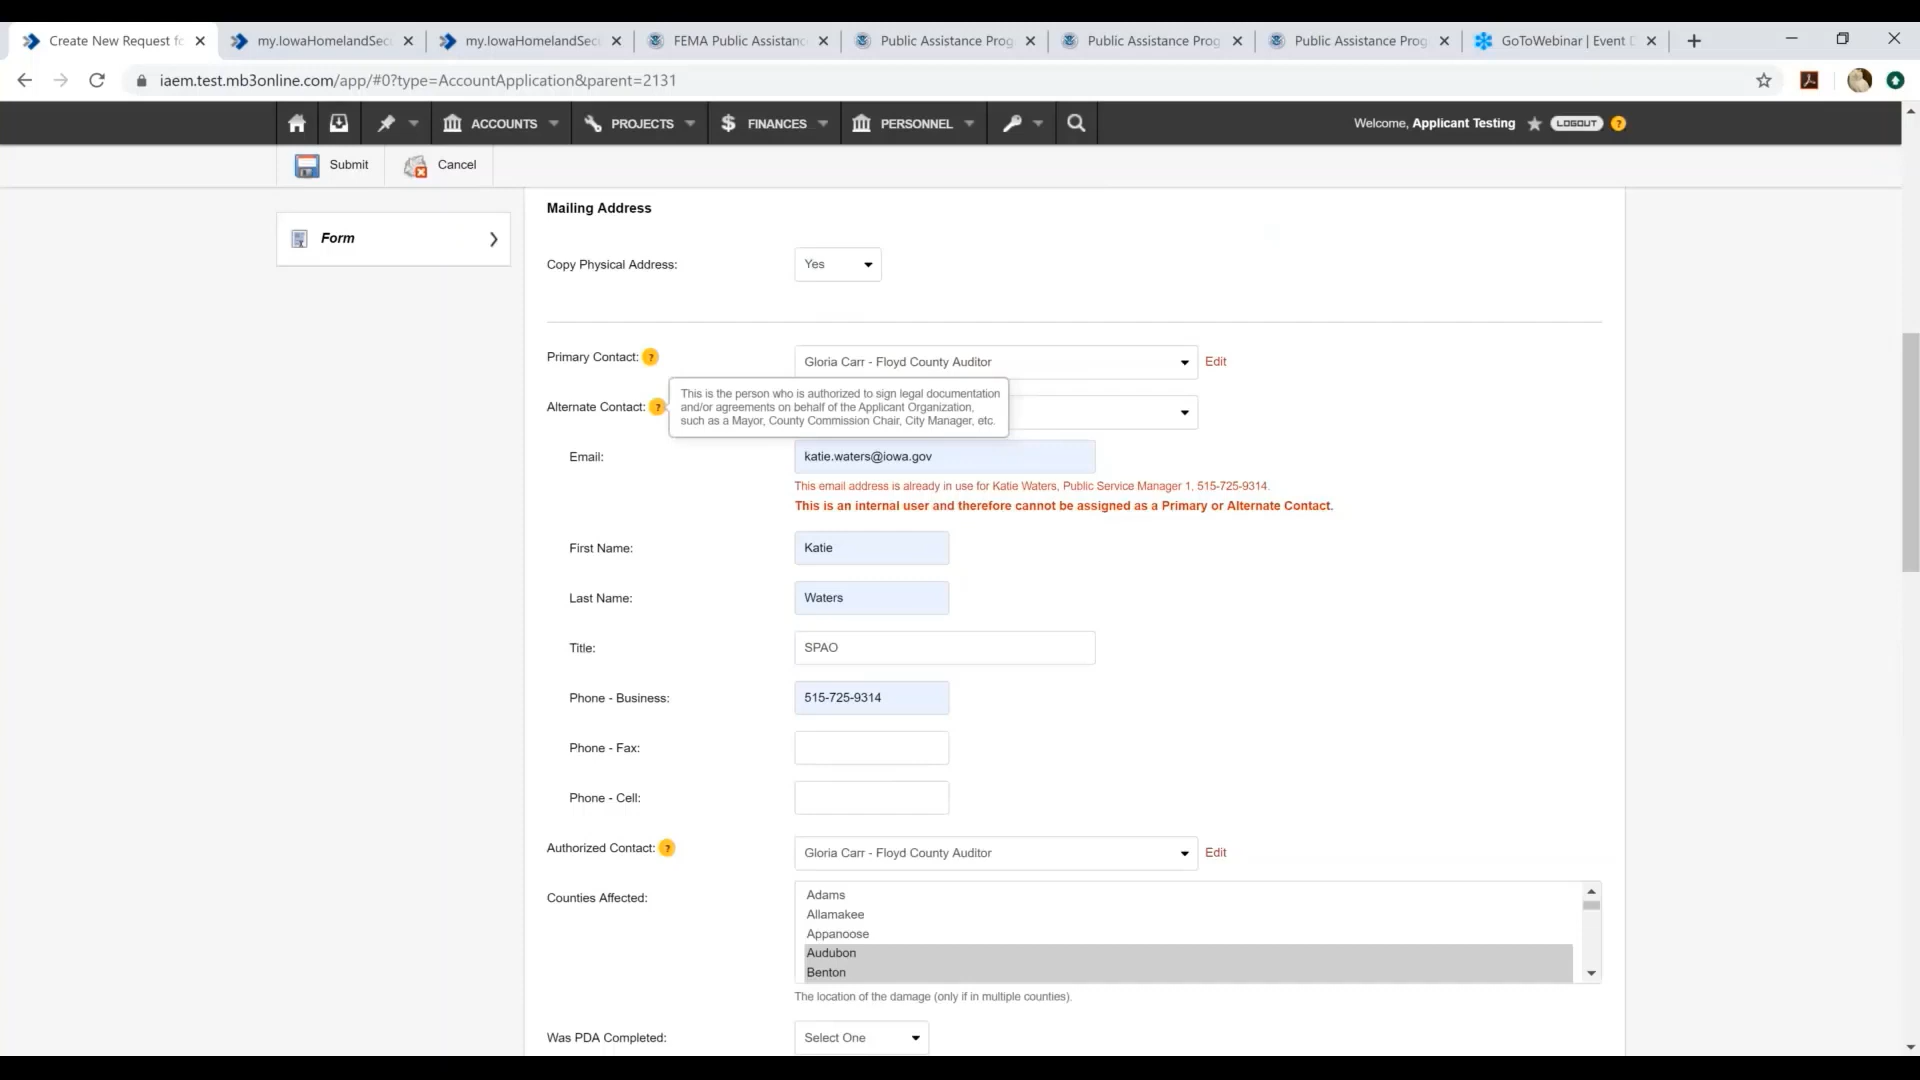 Create New Request fo
my.IowaHomelandSec
my.IowaHomelandSec
FEMA Public Assistanc
Public Assistance Prog
Public Assistance Prog
Public Assistance Prog
GoToWebinar | Event D
iaem.test.mb3online.com/app/#0?type=AccountApplication&parent=2131
ACCOUNTS
PROJECTS
$ FINANCES
PERSONNEL
Welcome, Applicant Testing
LOGOUT
?
Submit
Cancel
Form
Mailing Address
Copy Physical Address:
Yes
Primary Contact: ?
Gloria Carr - Floyd County Auditor
Edit
Alternate Contact: ?
This is the person who is authorized to sign legal documentation
and/or agreements on behalf of the Applicant Organization,
such as a Mayor, County Commission Chair, City Manager, etc.
Email:
katie.waters@iowa.gov
This email address is already in use for Katie Waters, Public Service Manager 1, 515-725-9314.
This is an internal user and therefore cannot be assigned as a Primary or Alternate Contact.
First Name:
Katie
Last Name:
Waters
Title:
SPAO
Phone - Business:
515-725-9314
Phone - Fax:
Phone - Cell:
Authorized Contact: ?
Gloria Carr - Floyd County Auditor
Edit
Counties Affected:
Adams
Allamakee
Appanoose
Audubon
Benton
The location of the damage (only if in multiple counties).
Was PDA Completed:
Select One